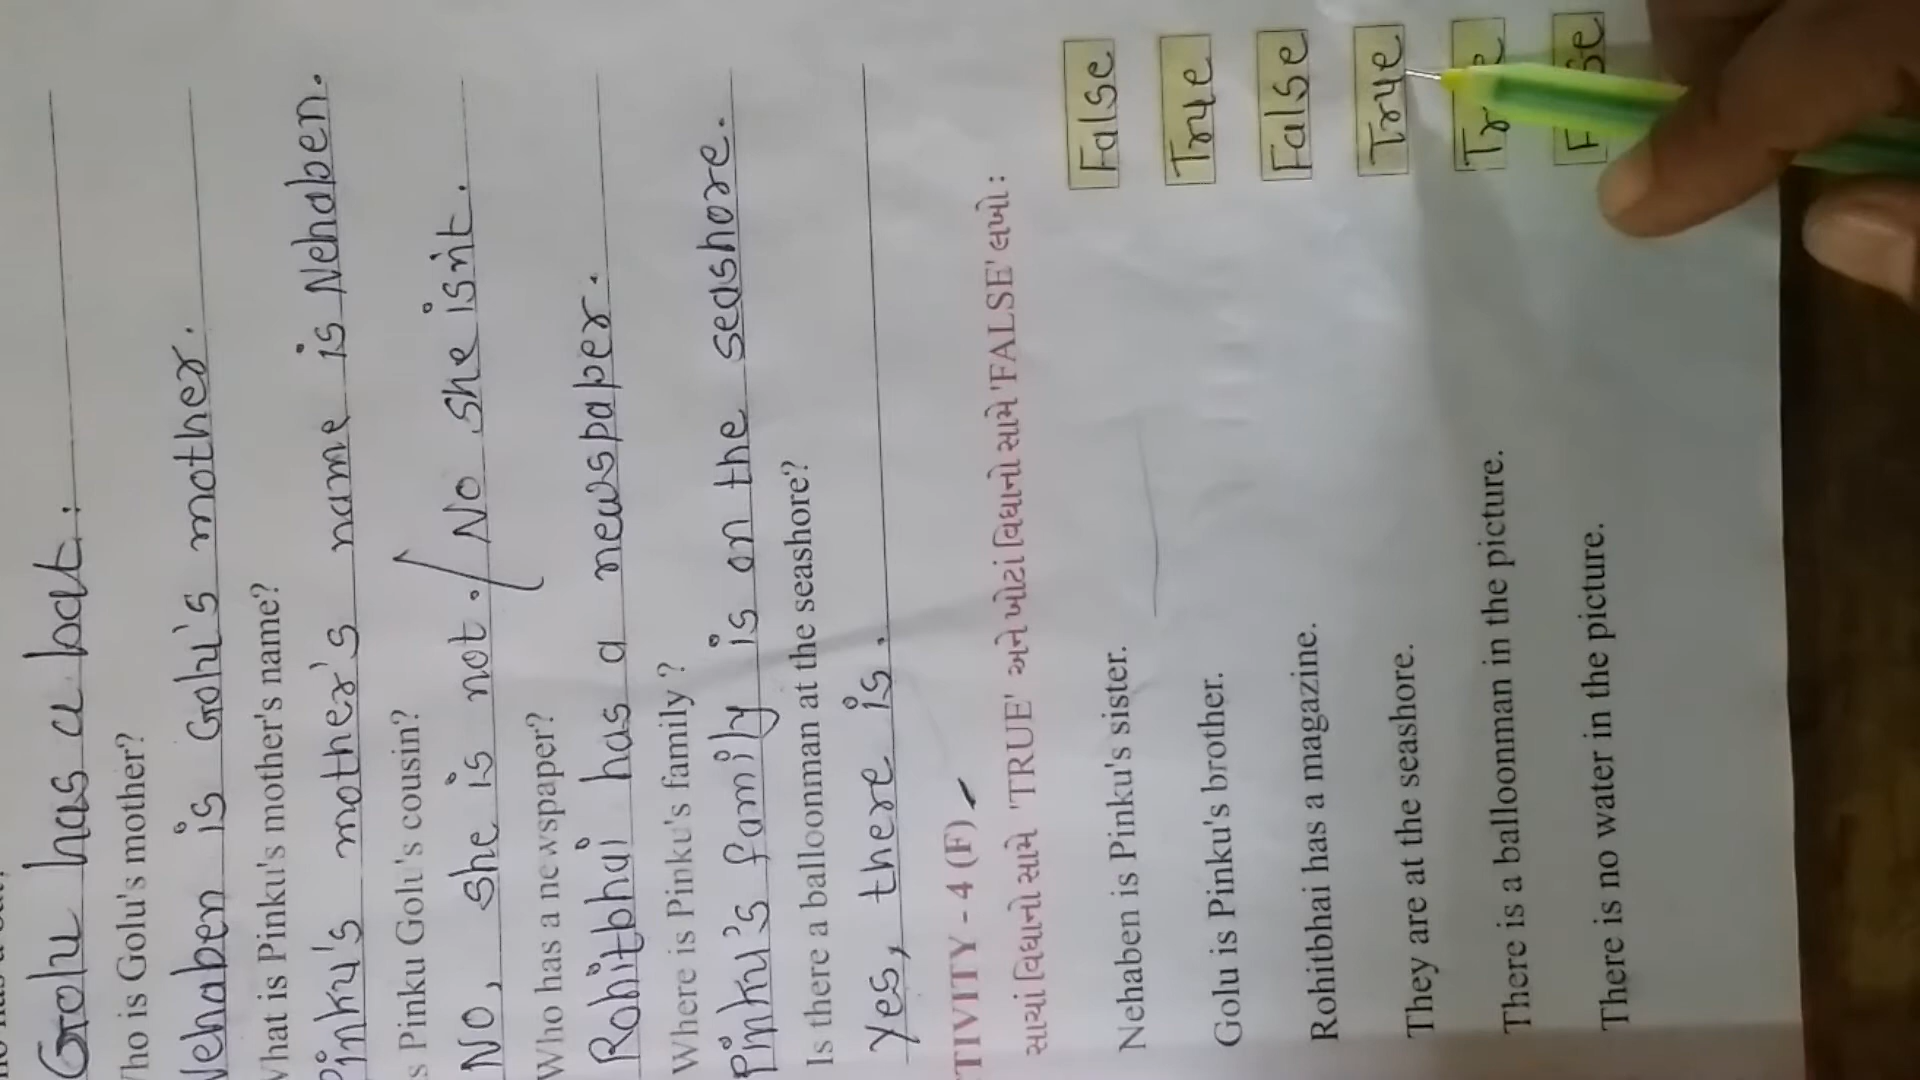 Golu has a bat.
ho is Golu's mother?
Nehaben is Golu's mother.
What is Pinku's mother's name?
Pinku's mother's name is Nehaben.
s Pinku Golu's cousin?
No, she is not. / No she isn't.
Who has a newspaper?
Rohitbhai has a newspaper.
Where is Pinku's family ?
Pinku's family is on the seashore.
Is there a balloonman at the seashore?
Yes, there is.
TIVITY - 4 (F)
સાચાં વિધાનો સામે 'TRUE' અને ખોટાં વિધાનો સામે 'FALSE' લખો :
Nehaben is Pinku's sister. False
Golu is Pinku's brother. True
Rohitbhai has a magazine. False
They are at the seashore. True
There is a balloonman in the picture. True
There is no water in the picture.